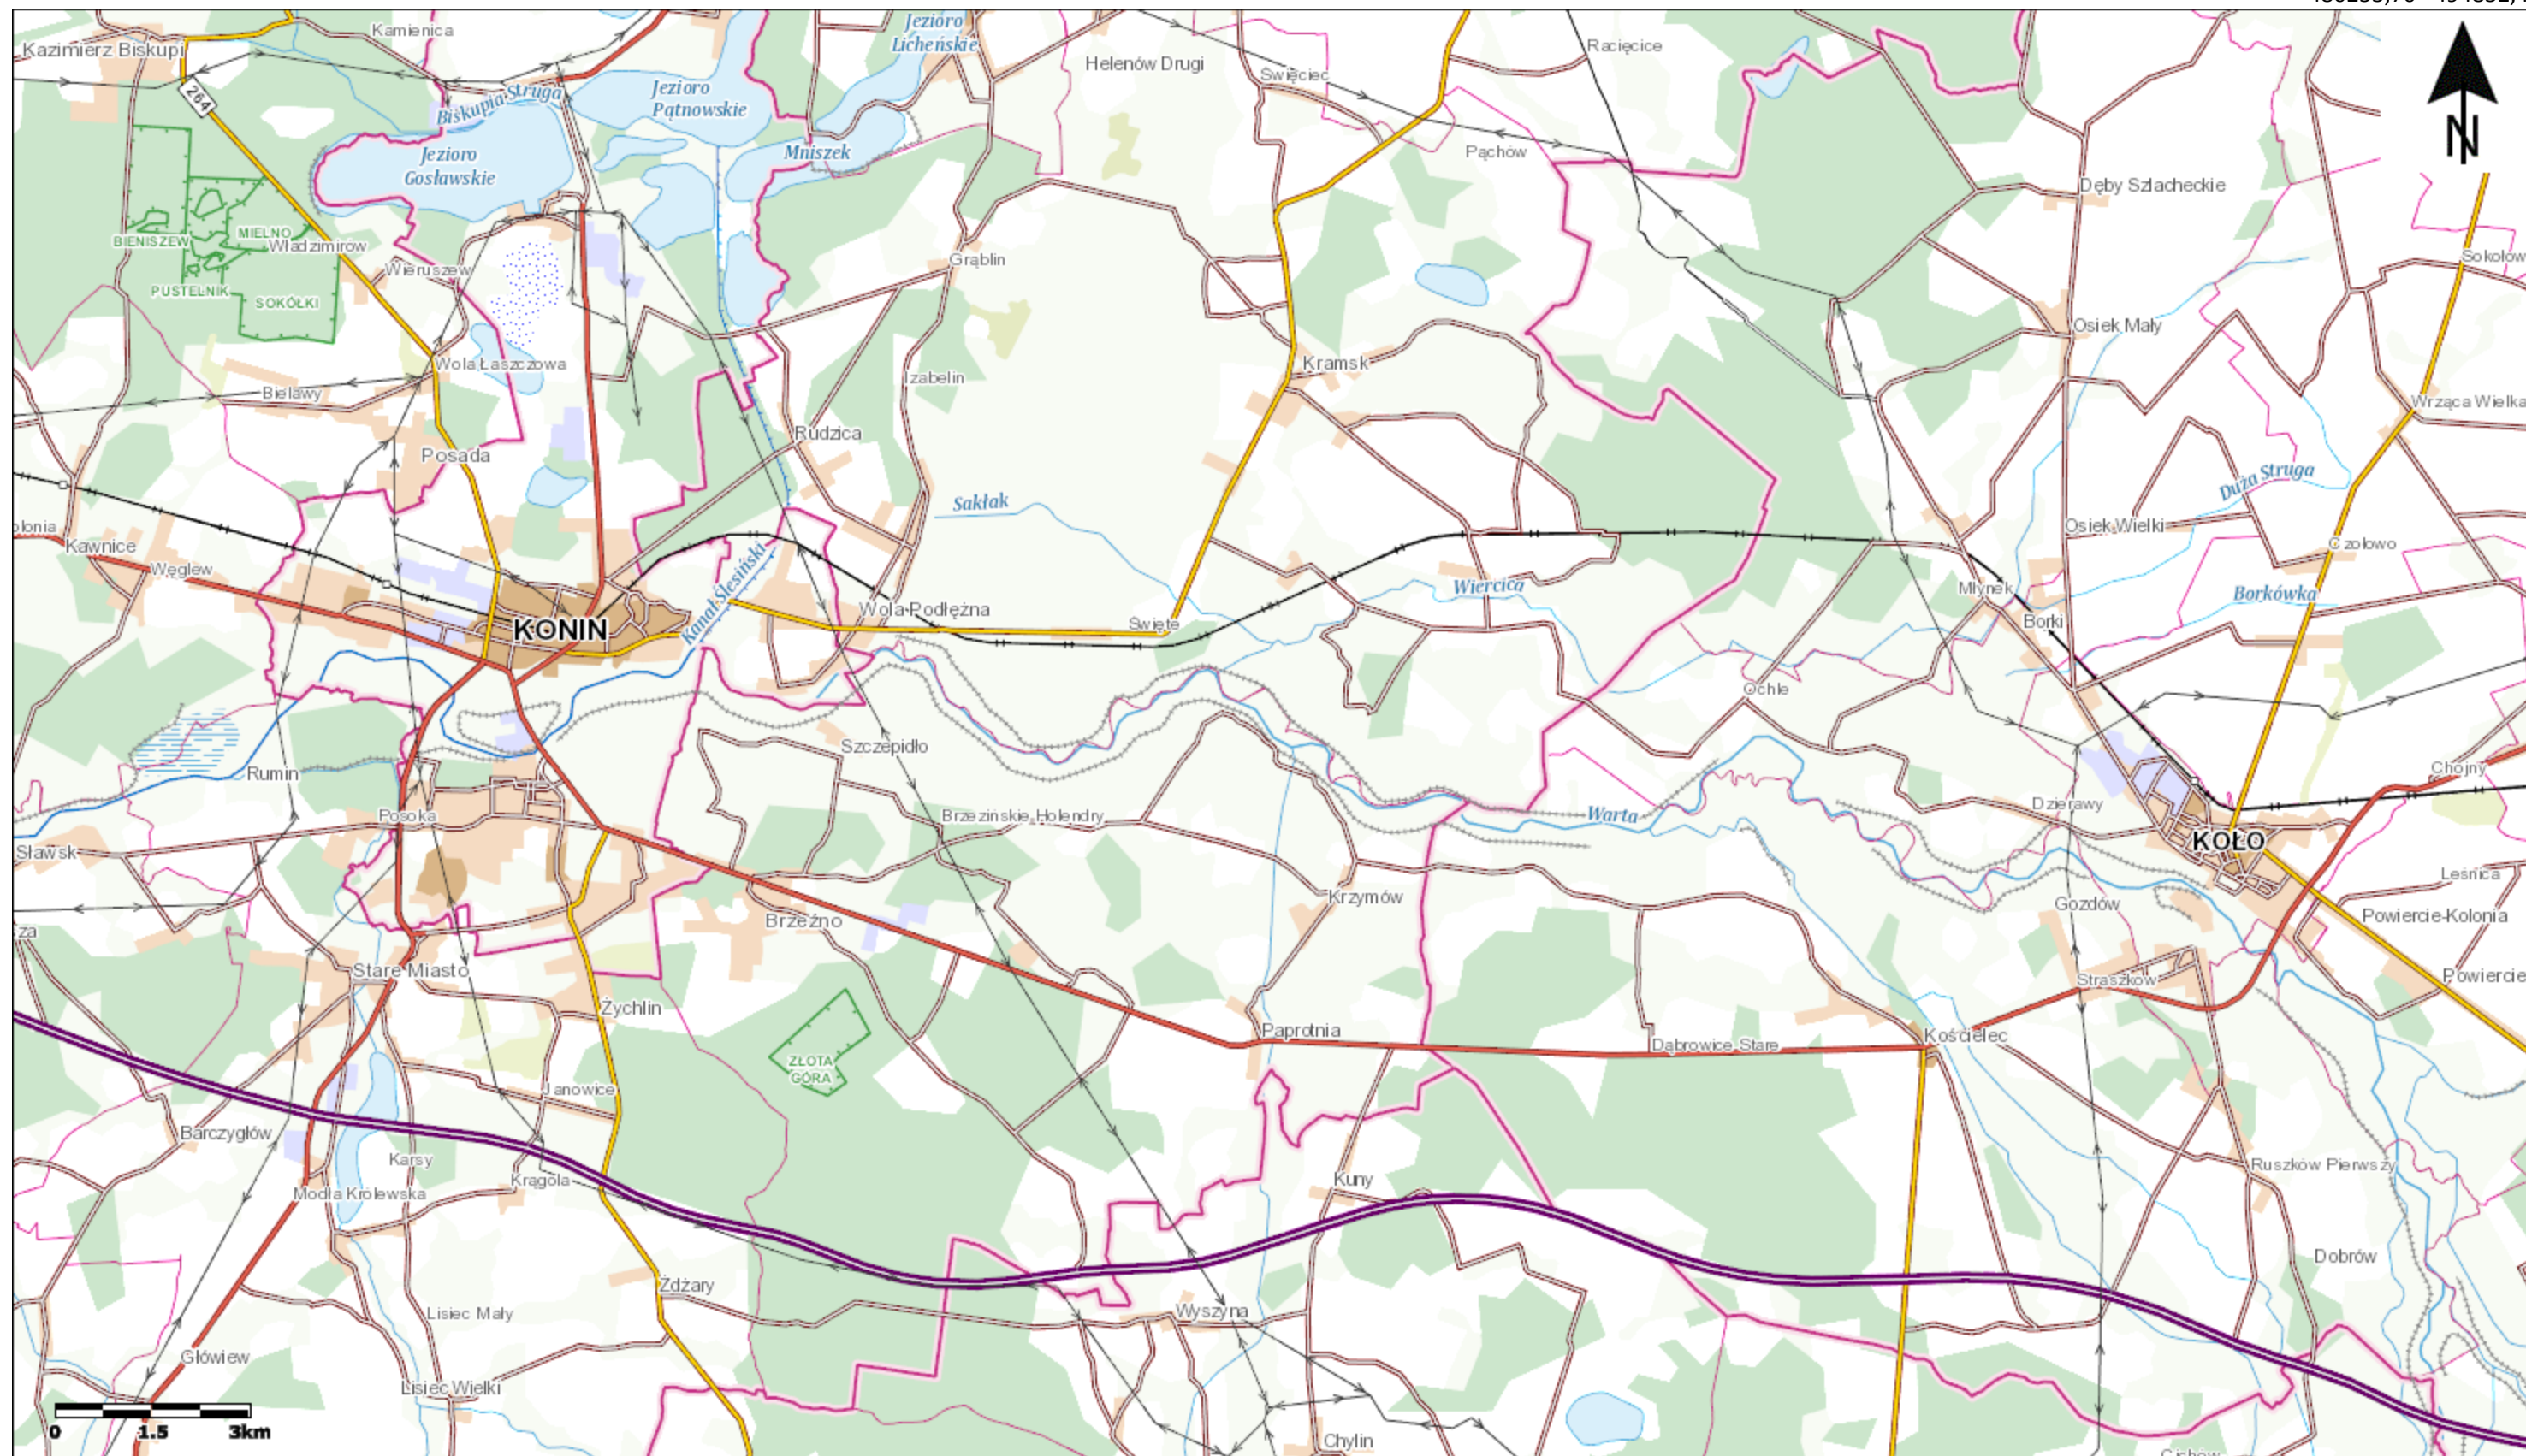 Kazimierz Biskupi
Kamienica
Jezioro
Licheńskie
Helenów Drugi
Święciec
Racięcice
264
Biskupia Struga
Jezioro
Pątnowskie
N
Jezioro
Gosławskie
Mniszek
Pąchów
Dęby Szlacheckie
BIENISZEW
MIELNO
Władzimirów
Wieruszew
Grąblin
PUSTELNIK
SOKÓŁKI
Osiek Mały
Wola Łaszczowa
Kramsk
Izabelin
Bielawy
Wrząca Wielka
Rudzica
Posada
Duża Struga
Sakłak
Osiek Wielki
olonia
Kawnice
Czołowo
Węglew
Kanał Ślesiński
Wiercica
Młynek
Borkówka
Wola Podłężna
Święte
Borki
KONIN
Ochle
Szczepidło
Rumin
Chojny
Dzierawy
Posoka
Brzezińskie Holendry
Warta
KOŁO
Sławsk
Leśnica
Krzymów
Gozdów
Powiercie-Kolonia
Brzeźno
za
Stare Miasto
Straszków
Powiercie
Żychlin
Paprotnia
Kościelec
Dąbrowice Stare
ZŁOTA
GÓRA
Janowice
Barczygłów
Karsy
Ruszków Pierwszy
Krągola
Kuny
Modła Królewska
Dobrów
Żdżary
Lisiec Mały
Wyszyna
Główiew
Lisiec Wielki
0 1.5 3km
Chylin